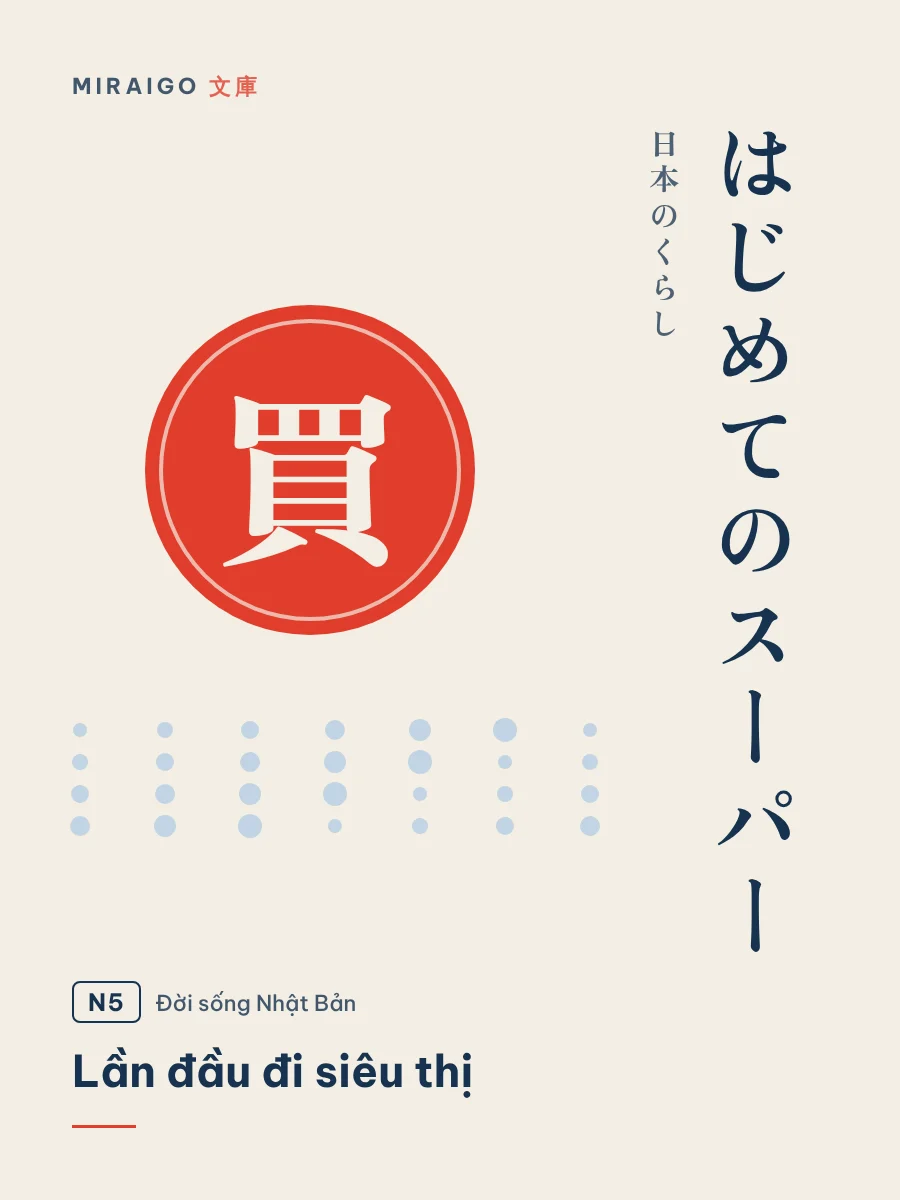 MIRAIGO 文庫
はじめてのスーパー
日本のくらし
買
N5
Đời sống Nhật Bản
Lần đầu đi siêu thị